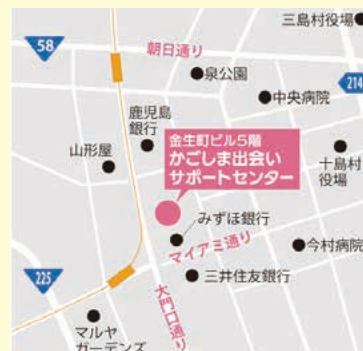 三島村役場
58
朝日通り
泉公園
214
中央病院
鹿児島
銀行
金生町ビル5階
かごしま出会い
サポートセンター
山形屋
十島村
役場
みずほ銀行
マイアミ通り
今村病院
225
三井住友銀行
大門口通り
マルヤ
ガーデンズ